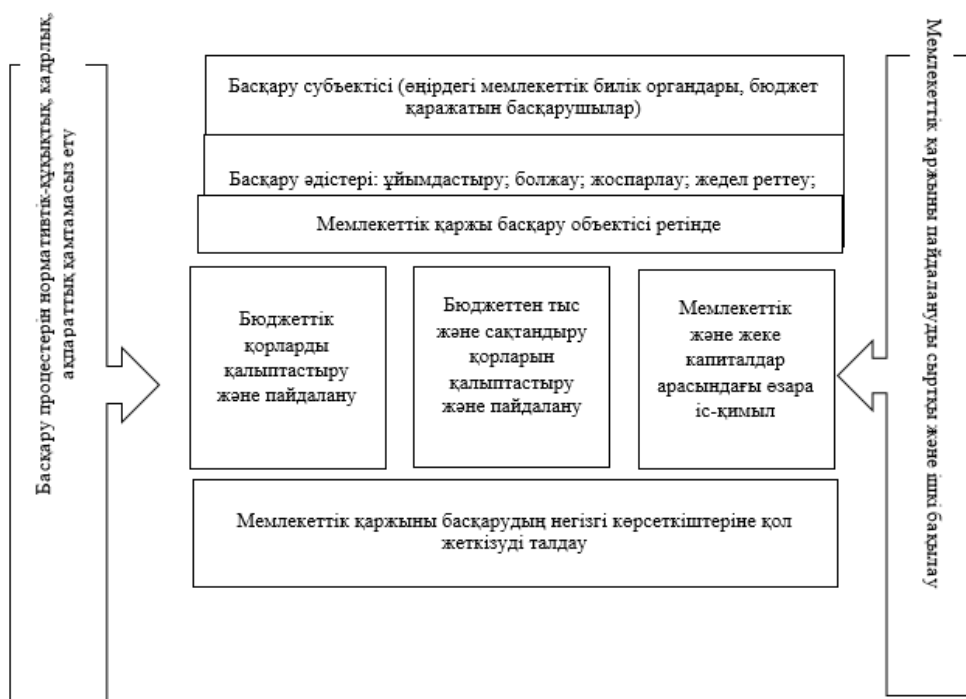 Басқару процестерін нормативтік-құқықтық, кадрлық,
ақпараттық қамтамасыз ету
Басқару субъектісі (өңірдегі мемлекеттік билік органдары, бюджет
қаражатын басқарушылар)
Басқару әдістері: ұйымдастыру; болжау; жоспарлау; жедел реттеу;
Мемлекеттік қаржы басқару объектісі ретінде
Бюджеттік
қорларды
қалыптастыру
және пайдалану
Бюджеттен тыс
және сақтандыру
қорларын
қалыптастыру
және пайдалану
Мемлекеттік
және жеке
капиталдар
арасындағы өзара
іс-қимыл
Мемлекеттік қаржыны басқарудың негізгі көрсеткіштеріне қол
жеткізуді талдау
Мемлекеттік қаржыны пайдалануды сыртқы және ішкі бақылау